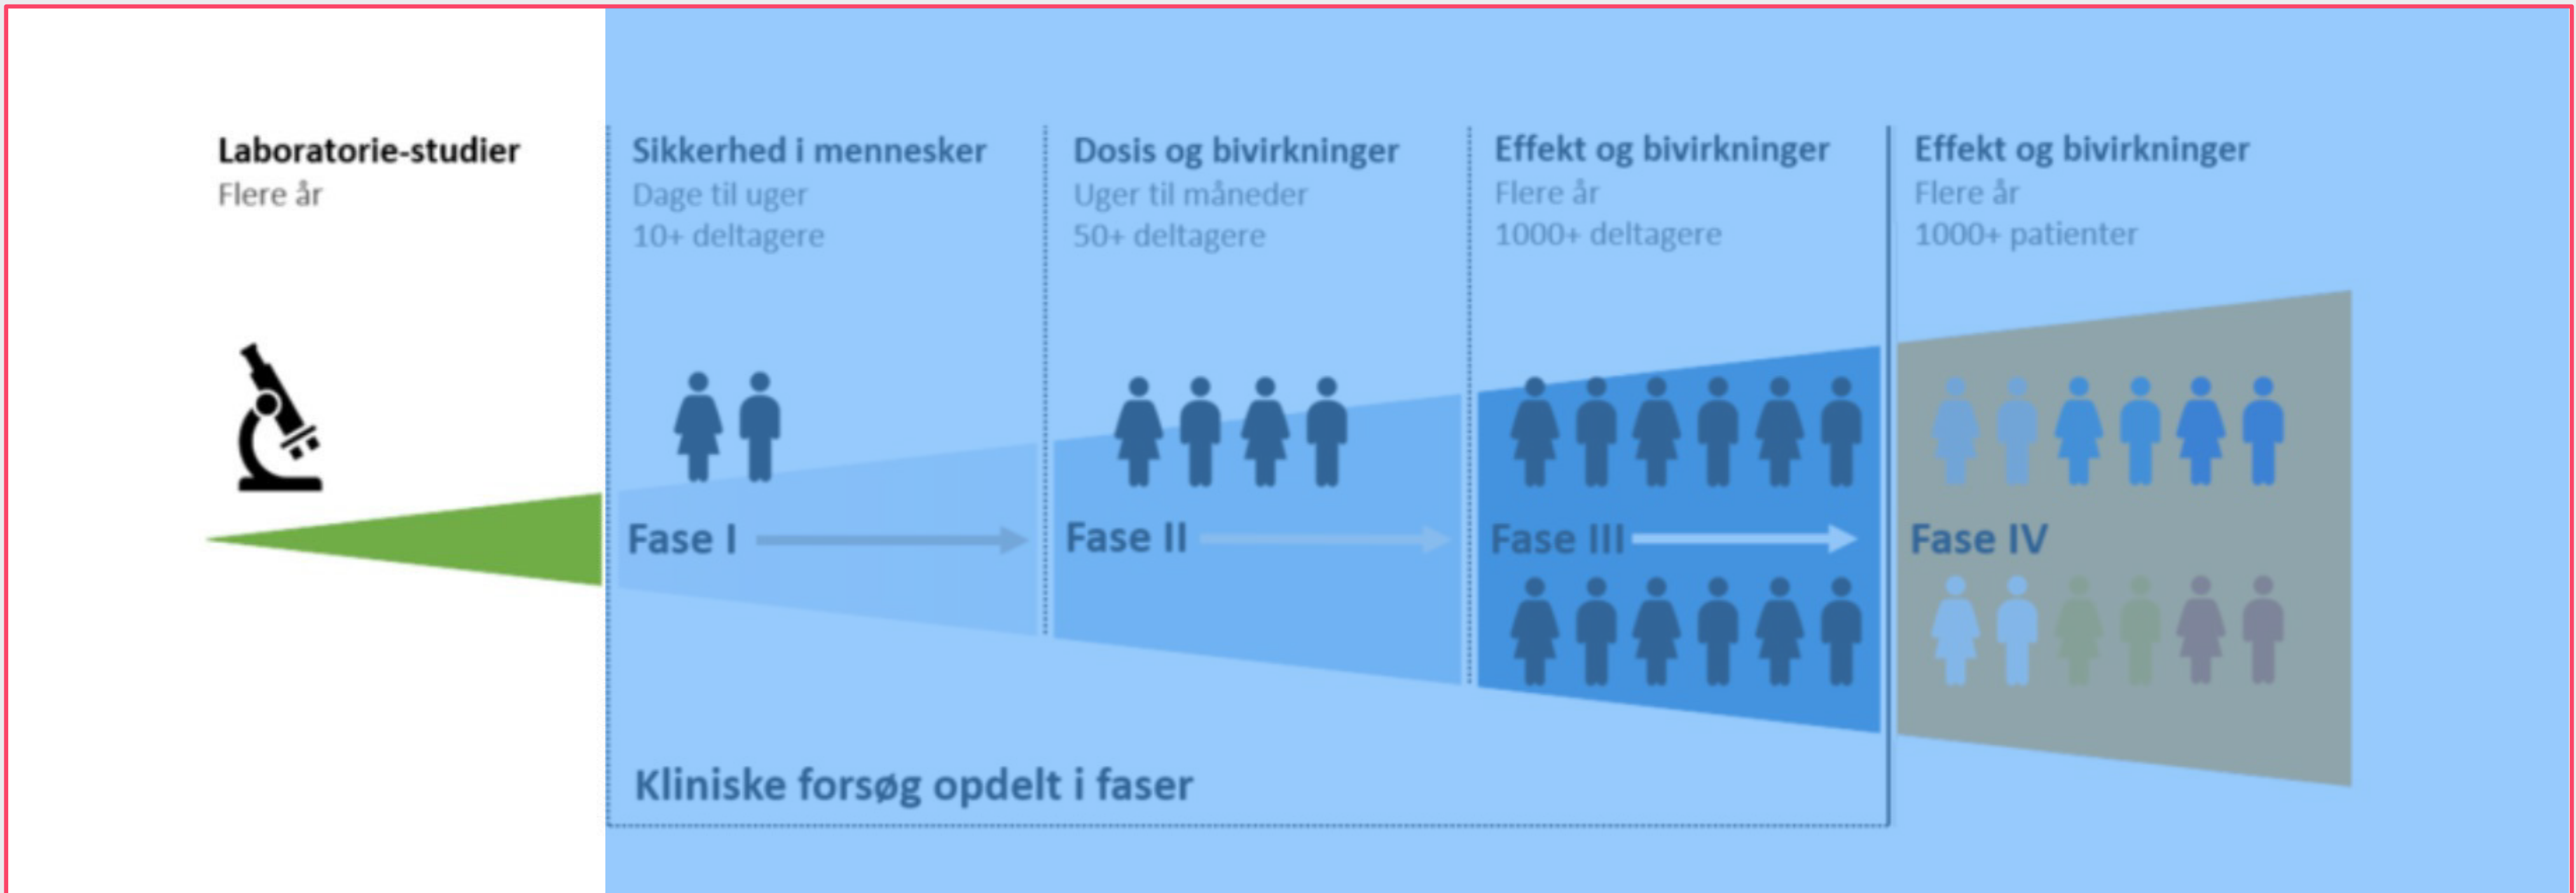 Laboratorie-studier
Flere år
Sikkerhed i mennesker
Dage til uger
10+ deltagere
Dosis og bivirkninger
Uger til måneder
50+ deltagere
Effekt og bivirkninger
Flere år
1000+ deltagere
Effekt og bivirkninger
Flere år
1000+ patienter
Fase I
Fase II
Fase III
Fase IV
Kliniske forsøg opdelt i faser